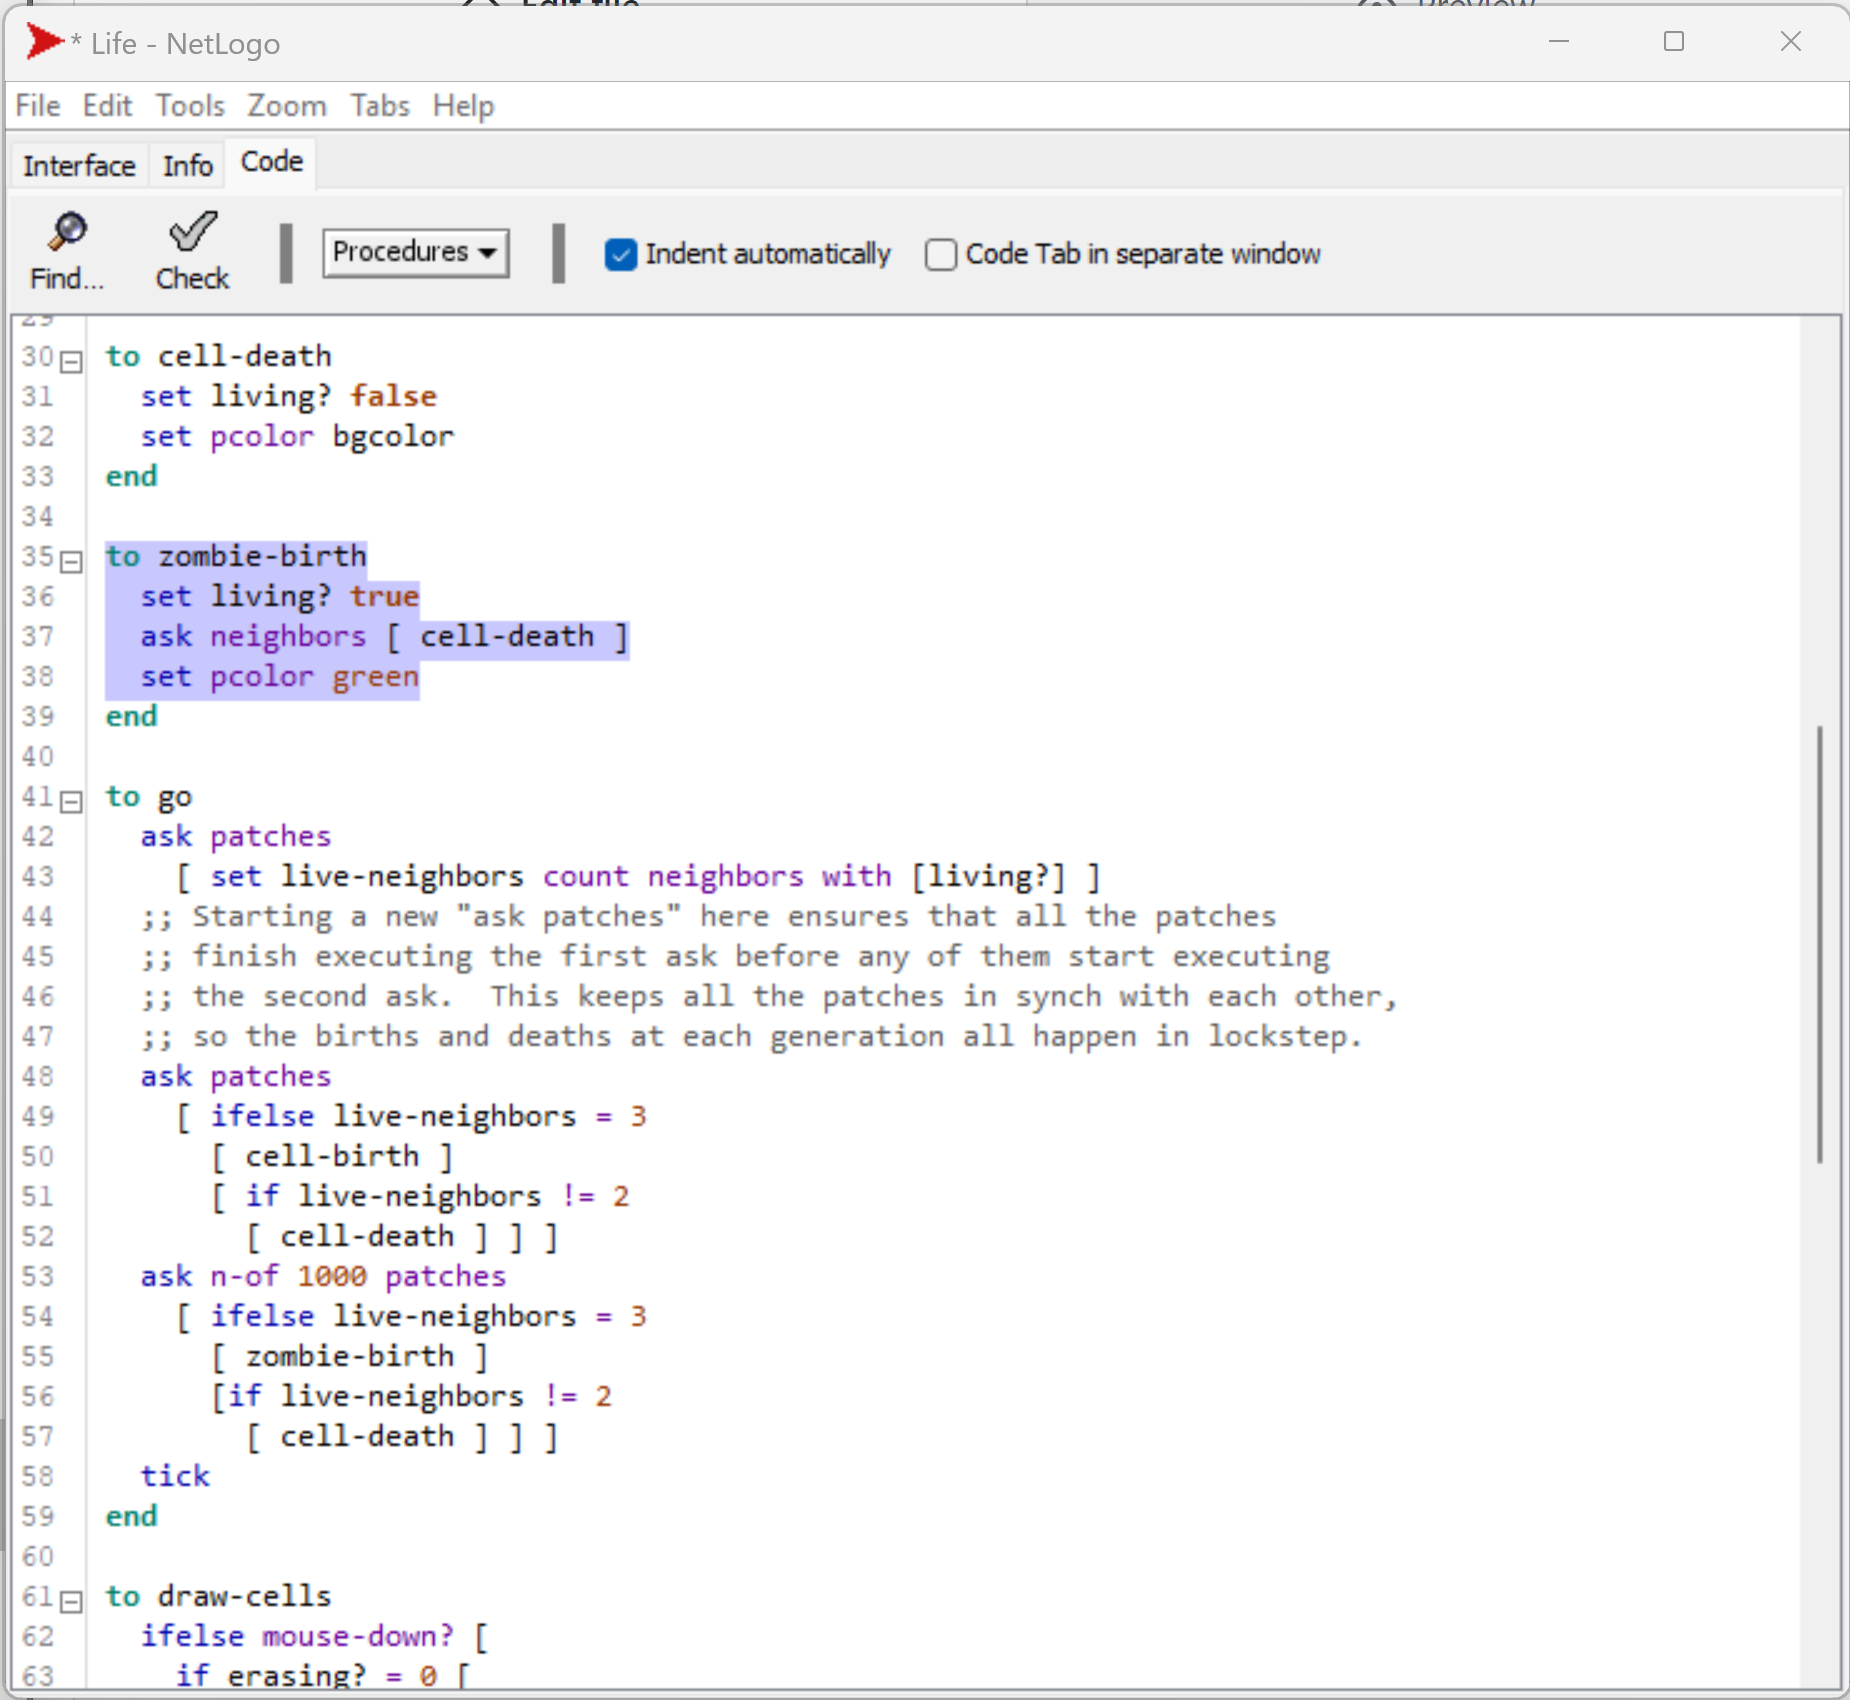 Edit file Preview
* Life - NetLogo
File Edit Tools Zoom Tabs Help
Interface Info Code
Find... Check Procedures Indent automatically Code Tab in separate window
29
30 to cell-death
31   set living? false
32   set pcolor bgcolor
33 end
34
35 to zombie-birth
36   set living? true
37   ask neighbors [ cell-death ]
38   set pcolor green
39 end
40
41 to go
42   ask patches
43     [ set live-neighbors count neighbors with [living?] ]
44   ;; Starting a new "ask patches" here ensures that all the patches
45   ;; finish executing the first ask before any of them start executing
46   ;; the second ask.  This keeps all the patches in synch with each other,
47   ;; so the births and deaths at each generation all happen in lockstep.
48   ask patches
49     [ ifelse live-neighbors = 3
50       [ cell-birth ]
51       [ if live-neighbors != 2
52         [ cell-death ] ] ]
53   ask n-of 1000 patches
54     [ ifelse live-neighbors = 3
55       [ zombie-birth ]
56       [if live-neighbors != 2
57         [ cell-death ] ] ]
58   tick
59 end
60
61 to draw-cells
62   ifelse mouse-down? [
63     if erasing? = 0 [